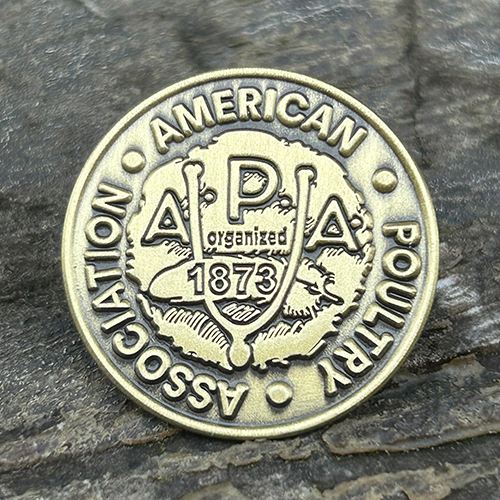 AMERICAN • POULTRY • ASSOCIATION •
A.P.A.
organized
1873